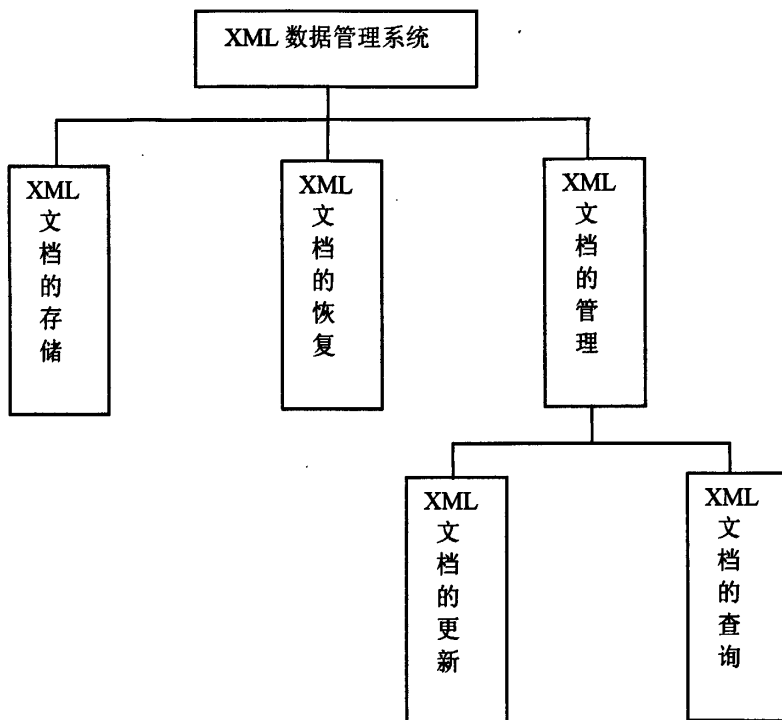 XML 数据管理系统
XML
文
档
的
存
储
XML
文
档
的
恢
复
XML
文
档
的
管
理
XML
文
档
的
更
新
XML
文
档
的
查
询